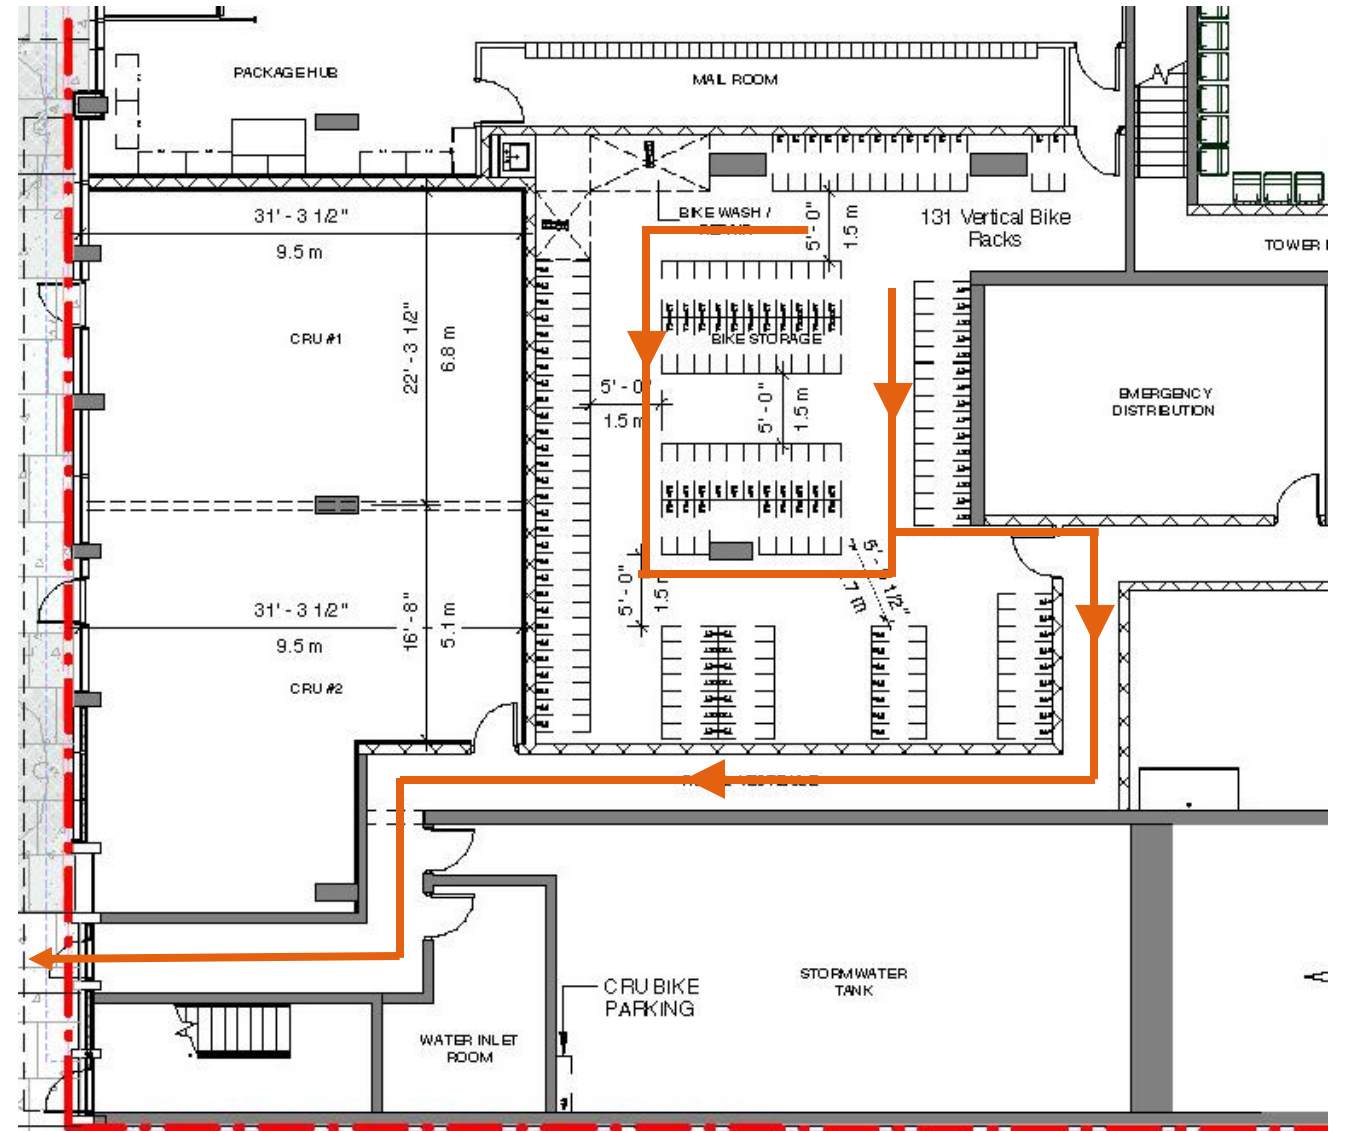 PACKAGE HUB
MAIL ROOM
31' - 3 1/2"
9.5 m
BIKE WASH /
5' - 0"
1.5 m
131 Vertical Bike
Racks
TOWER
CRU #1
22' - 3 1/2"
6.8 m
BIKE STORAGE
5' - 0"
1.5 m
5' - 0"
1.5 m
EMERGENCY
DISTRIBUTION
31' - 3 1/2"
9.5 m
CRU #2
16' - 8"
5.1 m
5' - 0"
1.5 m
STORMWATER
TANK
CRU BIKE
PARKING
WATER INLET
ROOM